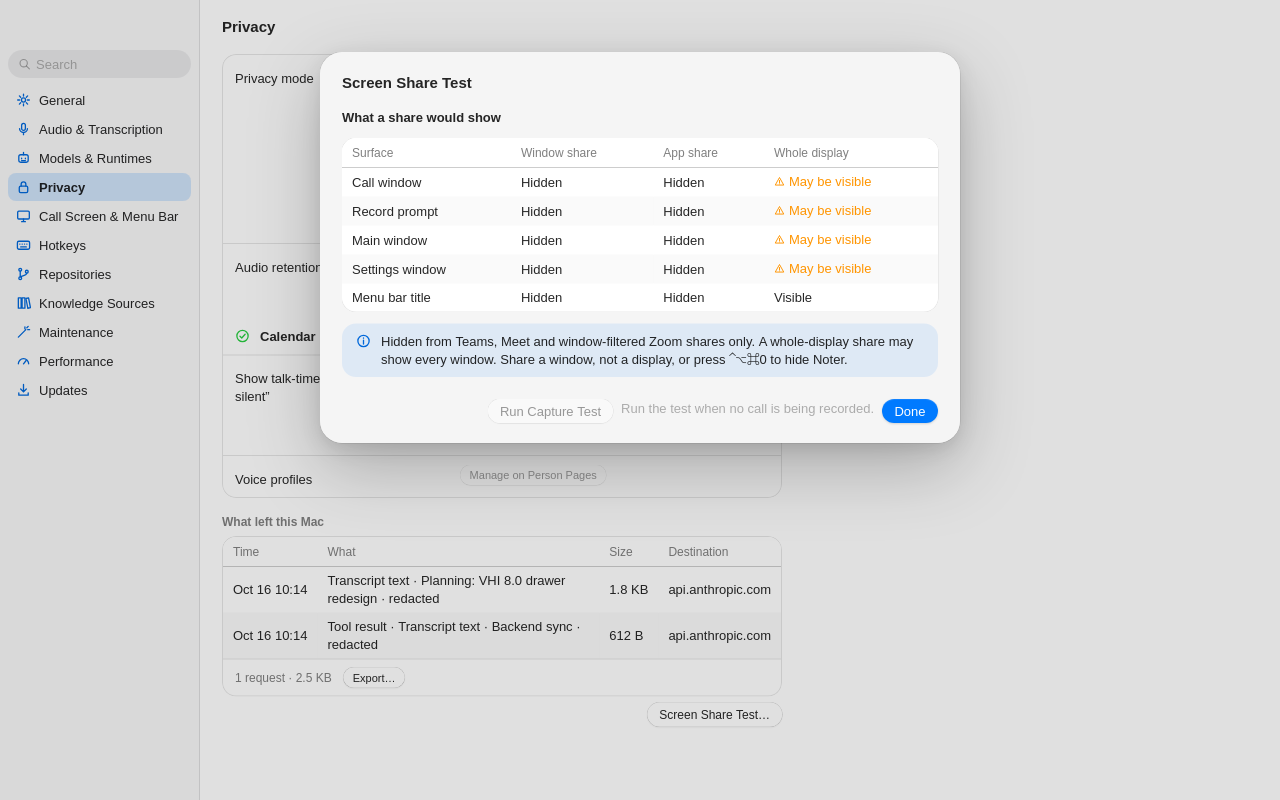 Privacy
Search
General
Audio & Transcription
Models & Runtimes
Privacy
Call Screen & Menu Bar
Hotkeys
Repositories
Knowledge Sources
Maintenance
Performance
Updates
Privacy mode
Audio retention
Calendar
Show talk-time
silent”
Voice profiles
Manage on Person Pages
Screen Share Test
What a share would show
Surface Window share App share Whole display
Call window Hidden Hidden May be visible
Record prompt Hidden Hidden May be visible
Main window Hidden Hidden May be visible
Settings window Hidden Hidden May be visible
Menu bar title Hidden Hidden Visible
Hidden from Teams, Meet and window-filtered Zoom shares only. A whole-display share may
show every window. Share a window, not a display, or press ^⌥⌘0 to hide Noter.
Run Capture Test Run the test when no call is being recorded. Done
What left this Mac
Time What Size Destination
Oct 16 10:14 Transcript text · Planning: VHI 8.0 drawer
redesign · redacted 1.8 KB api.anthropic.com
Oct 16 10:14 Tool result · Transcript text · Backend sync ·
redacted 612 B api.anthropic.com
1 request · 2.5 KB Export…
Screen Share Test…